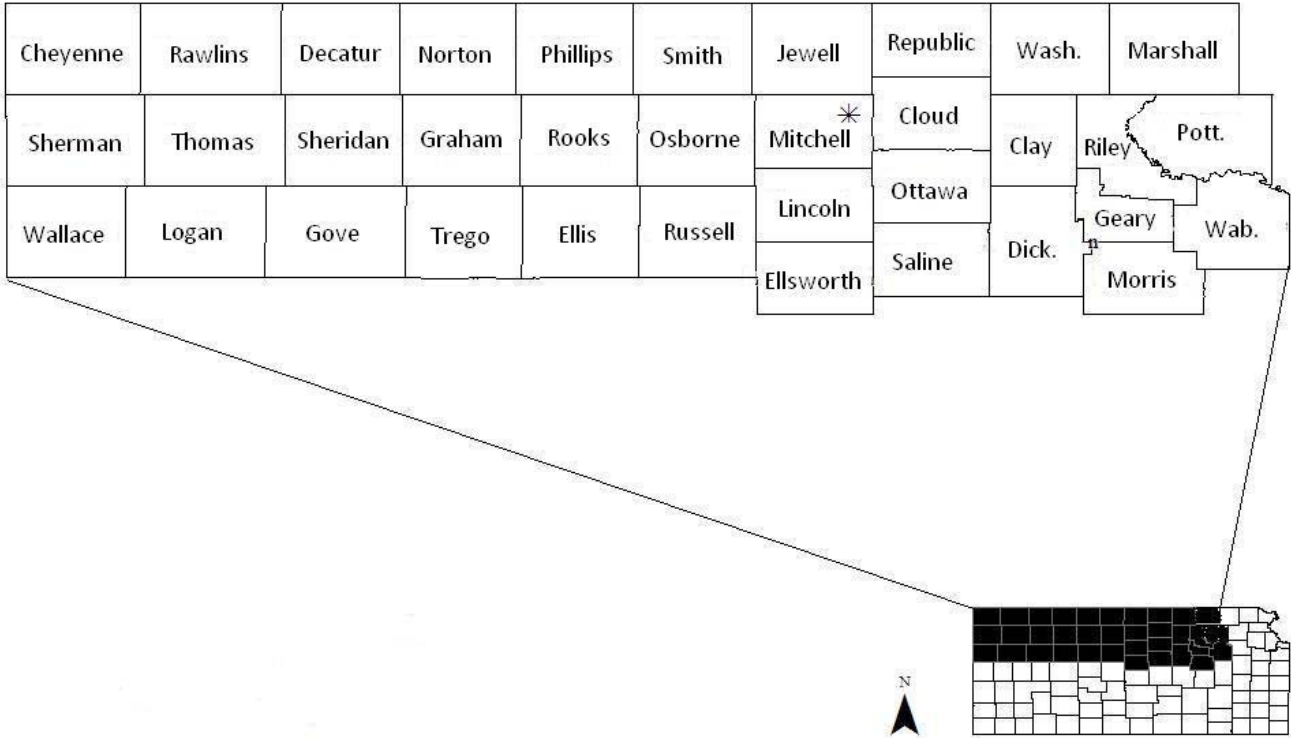 Cheyenne Rawlins Decatur Norton Phillips Smith Jewell Republic Wash. Marshall
Sherman Thomas Sheridan Graham Rooks Osborne Mitchell Cloud Clay Riley Pott.
Wallace Logan Gove Trego Ellis Russell Lincoln Ottawa Dick. Geary Wab.
n
Ellsworth Saline Morris
N